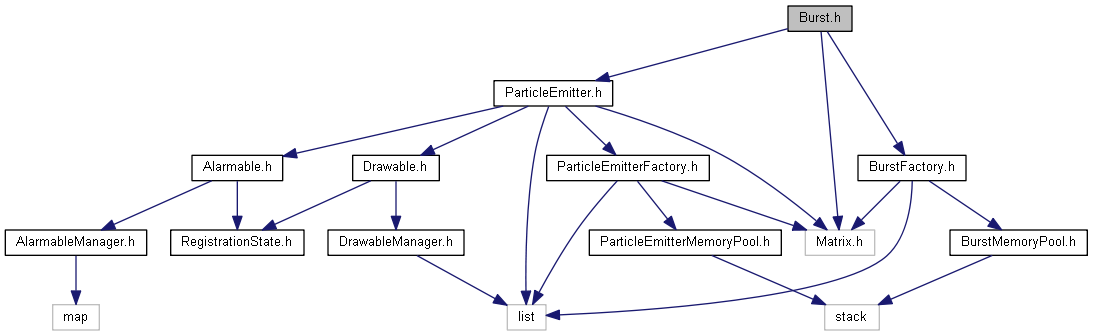 Burst.h
ParticleEmitter.h
Alarmable.h
Drawable.h
ParticleEmitterFactory.h
BurstFactory.h
AlarmableManager.h
RegistrationState.h
DrawableManager.h
ParticleEmitterMemoryPool.h
Matrix.h
BurstMemoryPool.h
map
list
stack